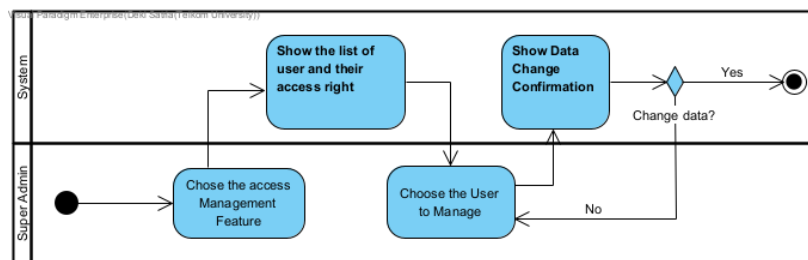 Visual Paradigm Enterprise(Deki Satria(Telkom University))
System
Show the list of
user and their
access right
Show Data
Change
Confirmation
Yes
Change data?
Super Admin
Chose the access
Management
Feature
Choose the User
to Manage
No